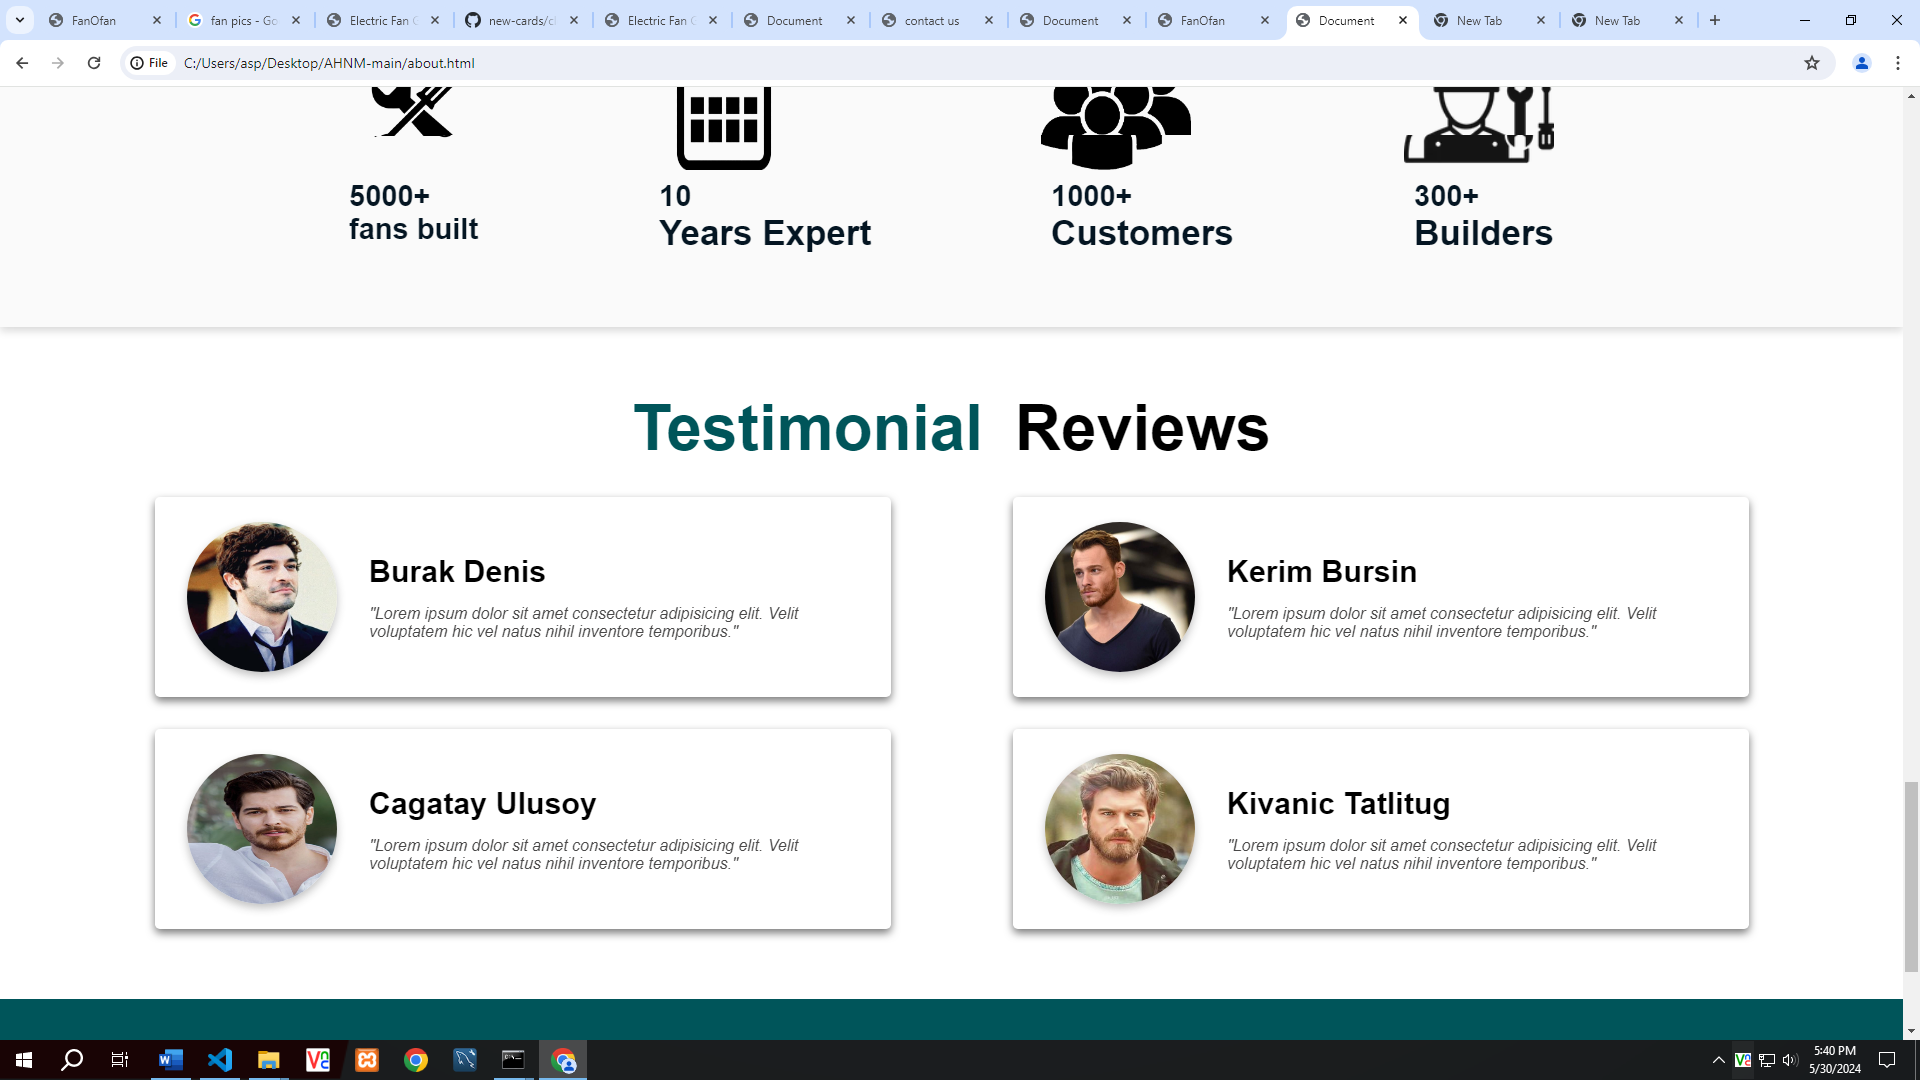 FanOfan
fan pics - Go
Electric Fan C
new-cards/c
Electric Fan C
Document
contact us
Document
FanOfan
Document
New Tab
New Tab
File
C:/Users/asp/Desktop/AHNM-main/about.html
5000+
fans built
10
Years Expert
1000+
Customers
300+
Builders
Testimonial Reviews
Burak Denis
"Lorem ipsum dolor sit amet consectetur adipisicing elit. Velit
voluptatem hic vel natus nihil inventore temporibus."
Kerim Bursin
"Lorem ipsum dolor sit amet consectetur adipisicing elit. Velit
voluptatem hic vel natus nihil inventore temporibus."
Cagatay Ulusoy
"Lorem ipsum dolor sit amet consectetur adipisicing elit. Velit
voluptatem hic vel natus nihil inventore temporibus."
Kivanic Tatlitug
"Lorem ipsum dolor sit amet consectetur adipisicing elit. Velit
voluptatem hic vel natus nihil inventore temporibus."
5:40 PM
5/30/2024